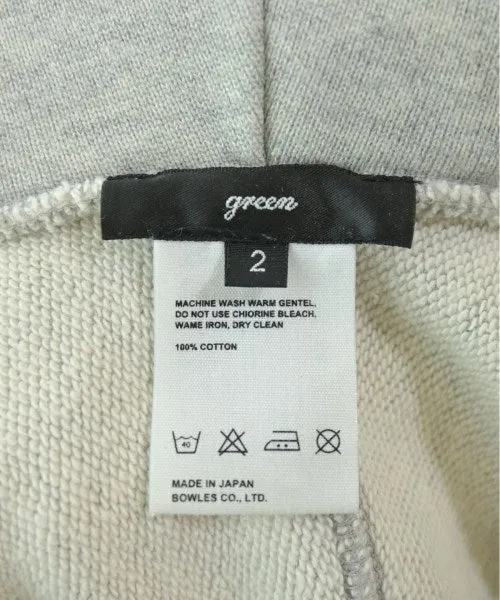 green
2
MACHINE WASH WARM GENTEL.
DO NOT USE CHIORINE BLEACH.
WAME IRON, DRY CLEAN
100% COTTON
40
MADE IN JAPAN
BOWLES CO., LTD.